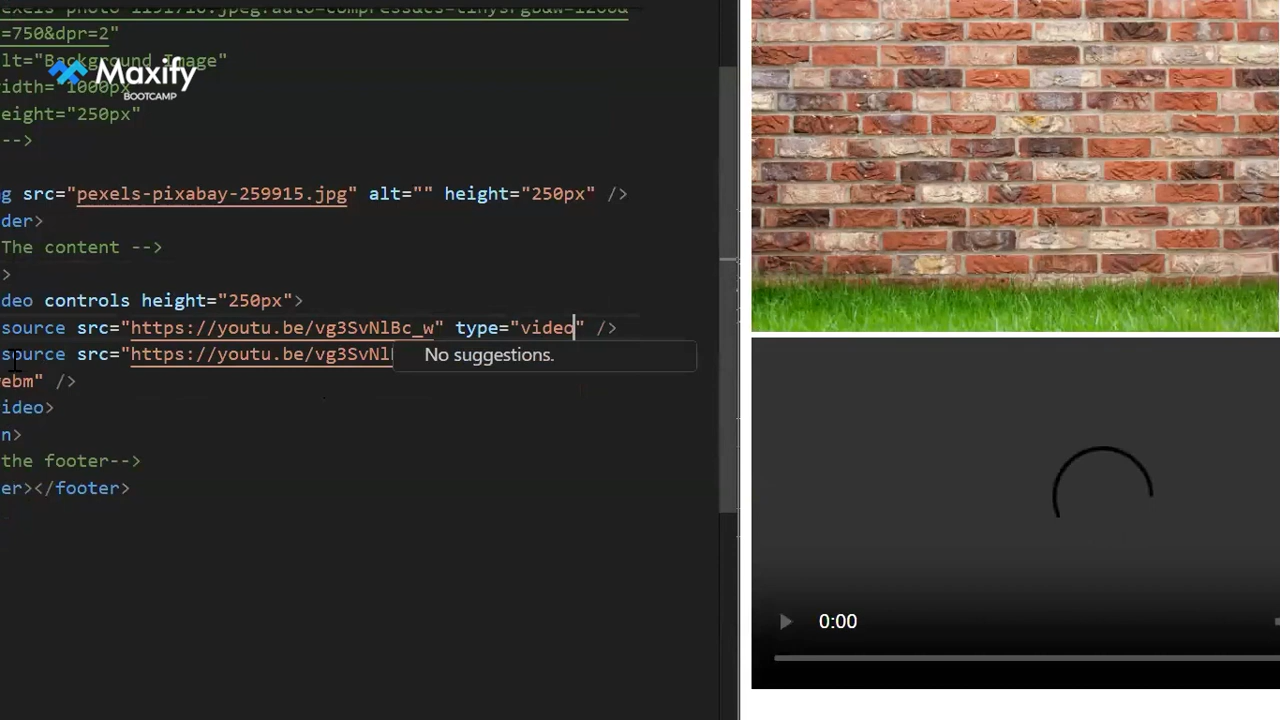 =750&dpr=2"
lt="Background Image"
Maxify
BOOTCAMP
width="1000px"
eight="250px"
-->
g src="pexels-pixabay-259915.jpg" alt="" height="250px" />
der>
The content -->
>
deo controls height="250px">
source src="https://youtu.be/vg3SvNlBc_w" type="video" />
source src="https://youtu.be/vg3SvNl
No suggestions.
ebm" />
ideo>
n>
the footer-->
er></footer>
0:00